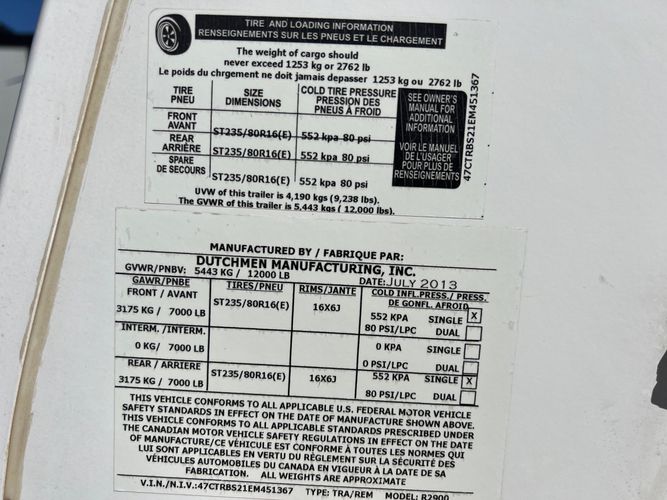 TIRE AND LOADING INFORMATION
RENSEIGNEMENTS SUR LES PNEUS ET LE CHARGEMENT
The weight of cargo should
never exceed 1253 kg or 2762 lb
Le poids du chrgement ne doit jamais depasser 1253 kg ou 2762 lb
TIRE PNEU SIZE DIMENSIONS COLD TIRE PRESSURE PRESSION DES PNEUS À FROID
FRONT AVANT ST235/80R16(E) 552 kpa 80 psi
REAR ARRIÈRE ST235/80R16(E) 552 kpa 80 psi
SPARE DE SECOURS ST235/80R16(E) 552 kpa 80 psi
SEE OWNER'S
MANUAL FOR
ADDITIONAL
INFORMATION
VOIR LE MANUEL
DE L'USAGER
POUR PLUS DE
RENSEIGNEMENTS
47CTRBS21EM451367
UVW of this trailer is 4,190 kgs (9,238 lbs).
The GVWR of this trailer is 5,443 kgs ( 12,000 lbs).
MANUFACTURED BY / FABRIQUE PAR:
DUTCHMEN MANUFACTURING, INC.
GVWR/PNBV: 5443 KG / 12000 LB DATE: JULY 2013
GAWR/PNBE TIRES/PNEU RIMS/JANTE COLD INFL.PRESS./ PRESS. DE GONFL. AFROID
FRONT / AVANT ST235/80R16(E) 16X6J 552 KPA SINGLE X
3175 KG / 7000 LB 80 PSI/LPC DUAL
INTERM. /INTERM. 0 KPA SINGLE
0 KG/ 7000 LB 0 PSI/LPC DUAL
REAR / ARRIERE ST235/80R16(E) 16X6J 552 KPA SINGLE X
3175 KG / 7000 LB 80 PSI/LPC DUAL
THIS VEHICLE CONFORMS TO ALL APPLICABLE U.S. FEDERAL MOTOR VEHICLE
SAFETY STANDARDS IN EFFECT ON THE DATE OF MANUFACTURE SHOWN ABOVE.
THIS VEHICLE CONFORMS TO ALL APPLICABLE STANDARDS PRESCRIBED UNDER
THE CANADIAN MOTOR VEHICLE SAFETY REGULATIONS IN EFFECT ON THE DATE
OF MANUFACTURE/CE VÉHICULE EST CONFORME À TOUTES LES NORMES QUI
LUI SONT APPLICABLES EN VERTU DU RÈGLEMENT SUR LA SÉCURITÉ DES
VÉHICULES AUTOMOBILES DU CANADA EN VIGUEUR À LA DATE DE SA
FABRICATION. ALL WEIGHTS ARE APPROXIMATE
V.I.N./N.I.V.:47CTRBS21EM451367 TYPE: TRA/REM MODEL: R2900